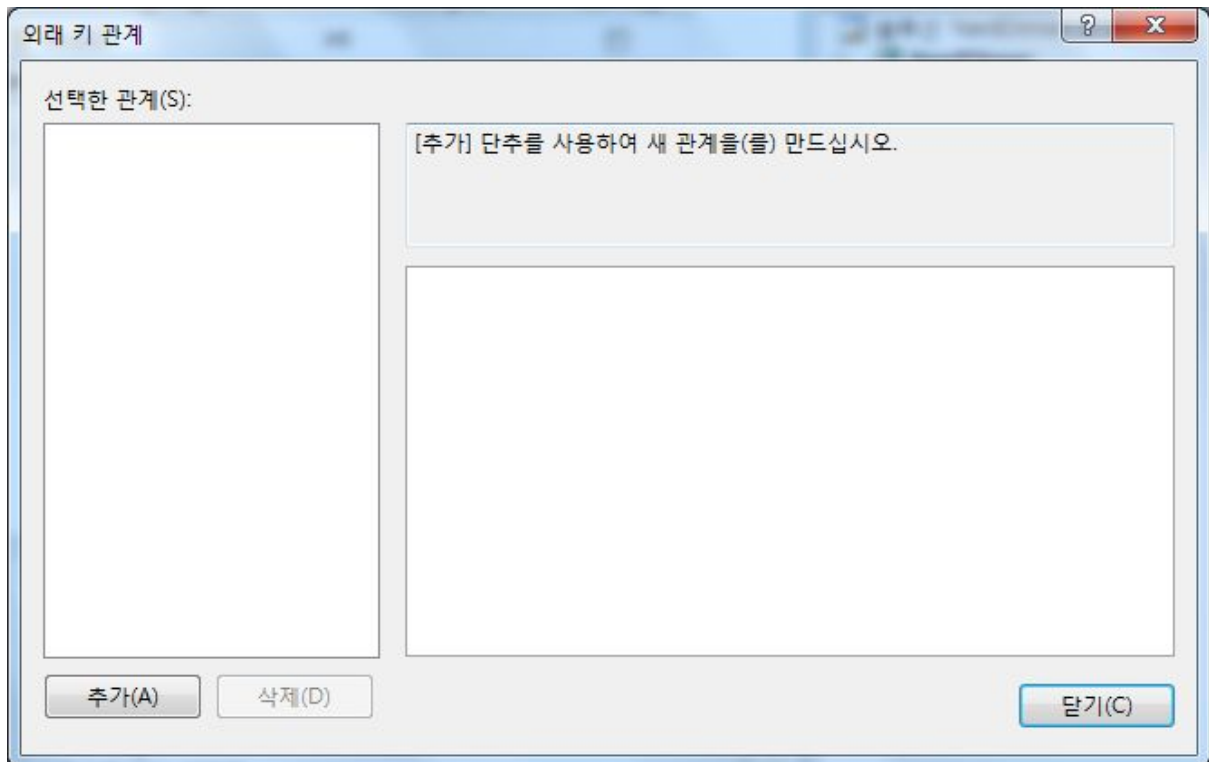 외래 키 관계
선택한 관계(S):
[추가] 단추를 사용하여 새 관계을(를) 만드십시오.
추가(A)
삭제(D)
닫기(C)